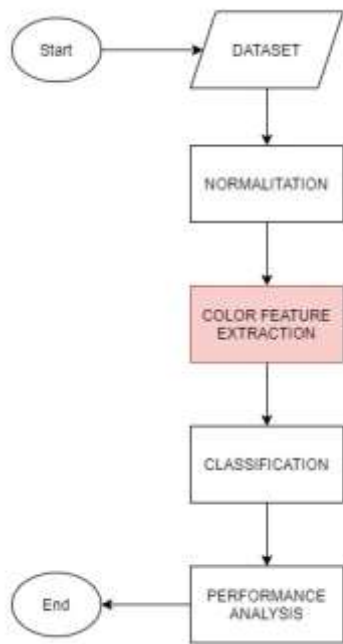 Start
DATASET
NORMALITATION
COLOR FEATURE
EXTRACTION
CLASSIFICATION
PERFORMANCE
ANALYSIS
End